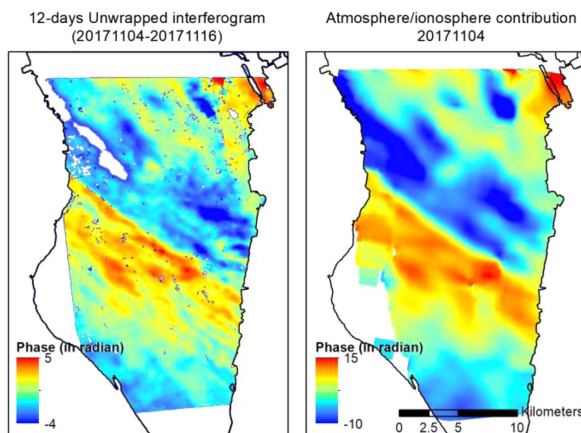 12-days Unwrapped interferogram
(20171104-20171116)
Atmosphere/ionosphere contribution
20171104
Phase (in radian)
5
-4
Phase (in radian)
15
-10
Kilometers
0 2.5 5 10